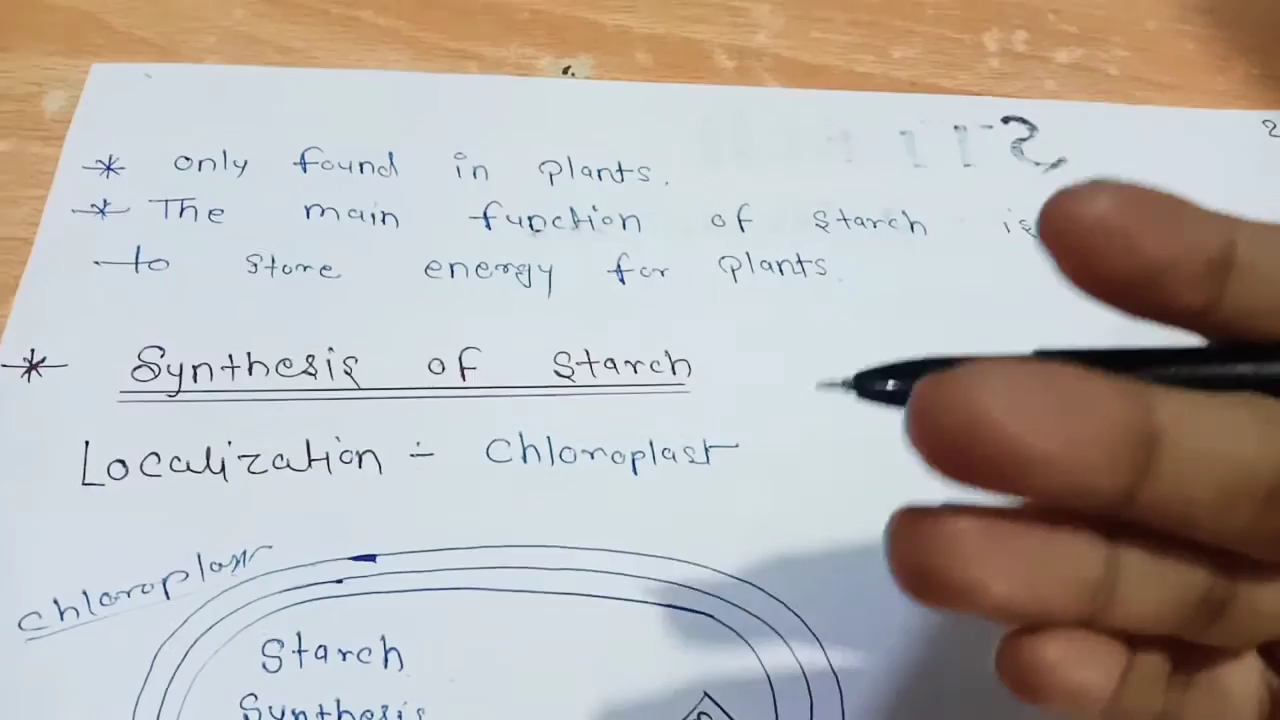 * only found in plants.
* The main function of starch is
to store energy for plants.
* Synthesis of starch
Localization :- Chloroplast
Chloroplast
Starch
Synthesis